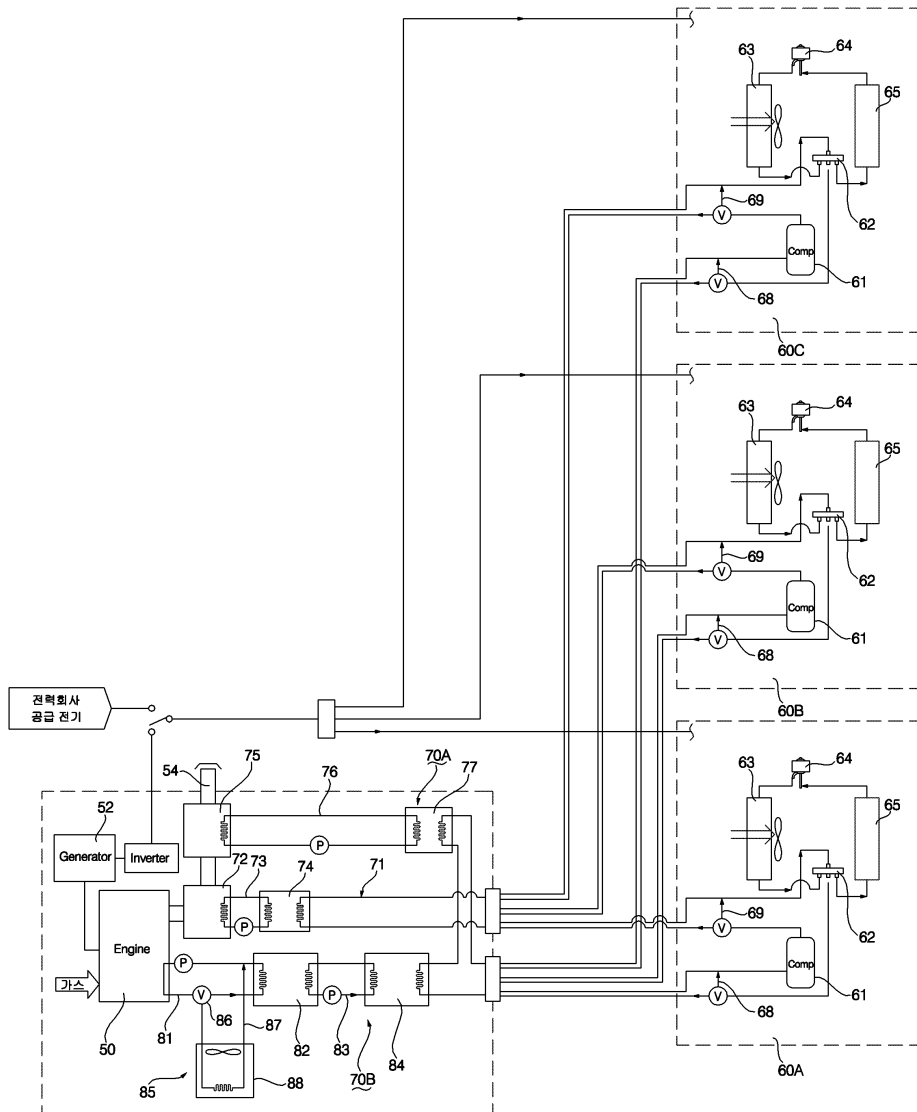 63
64
65
69
62
V
Comp
61
V
68
60C
63
64
65
69
62
V
Comp
61
V
68
60B
전력회사
공급 전기
75
54
76
70A
77
52
Generator
Inverter
P
72
73
74
71
P
Engine
P
가스
V
P
50
81
86
87
82
83
84
85
88
70B
63
64
65
69
62
V
Comp
61
V
68
60A